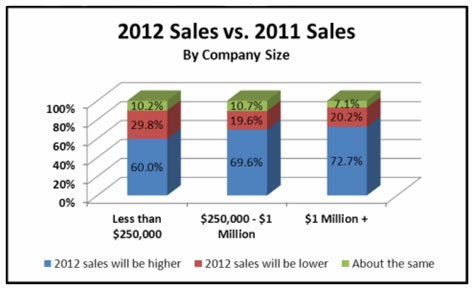 2012 Sales vs. 2011 Sales
By Company Size
100%
80%
60%
40%
20%
0%
10.2%
10.7%
7.1%
29.8%
19.6%
20.2%
60.0%
69.6%
72.7%
Less than
$250,000
$250,000 - $1
Million
$1 Million +
2012 sales will be higher
2012 sales will be lower
About the same